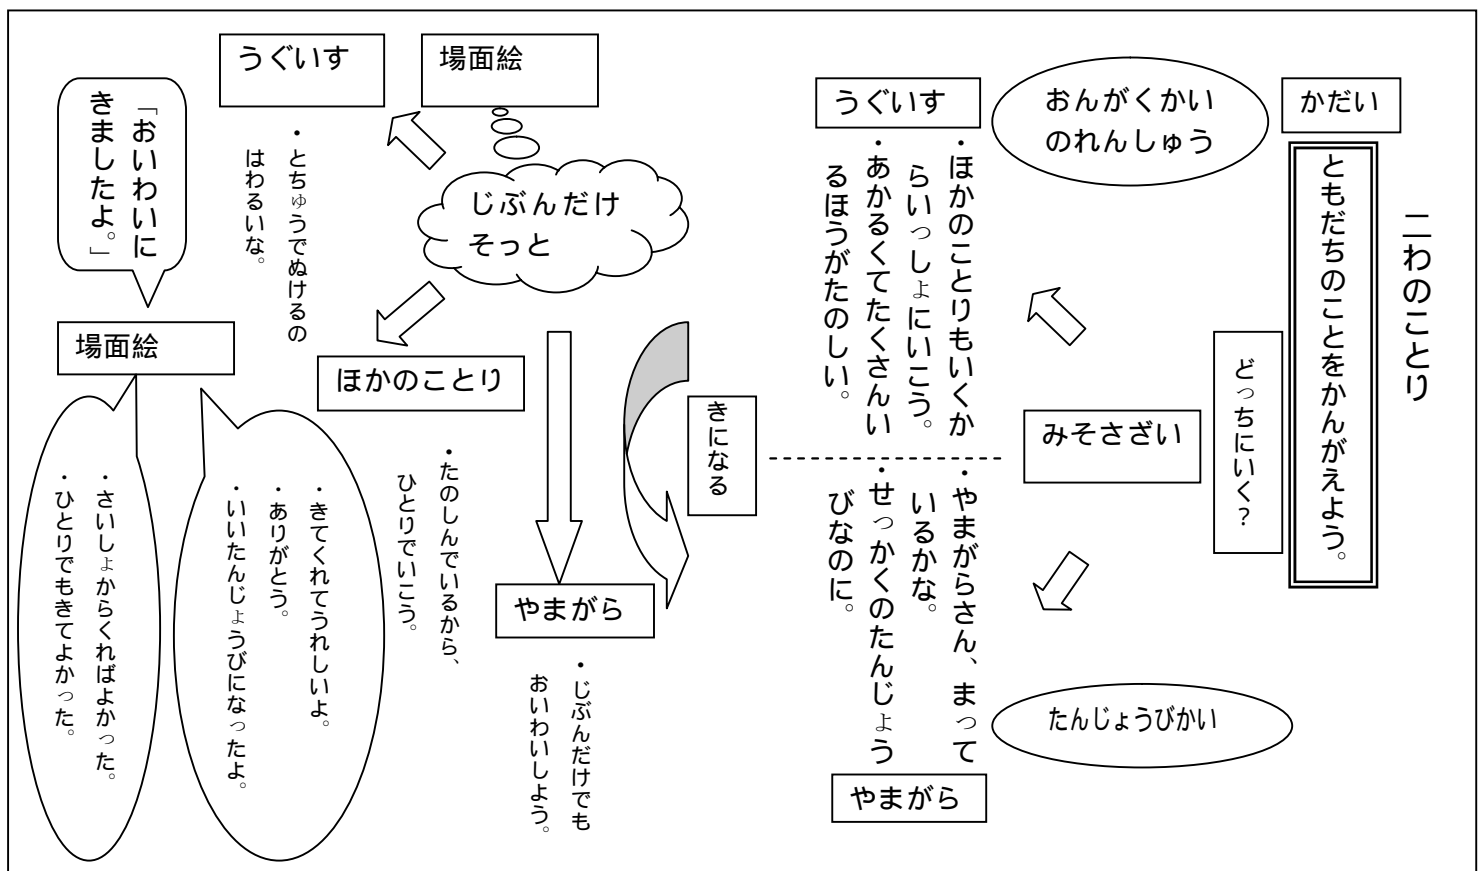 二わのことり
かだい
ともだちのことをかんがえよう。
どっちにいく?
おんがくかい
のれんしゅう
みそさざい
たんじょうびかい
うぐいす
・ほかのことりもいくか
らいっしょにいこう。
・あかるくてたくさんい
るほうがたのしい。
・やまがらさん、まって
いるかな。
・せっかくのたんじょう
びなのに。
やまがら
きになる
じぶんだけ
そっと
場面絵
うぐいす
・とちゅうでぬけるの
はわるいな。
ほかのことり
・たのしんでいるから、
ひとりでいこう。
やまがら
・じぶんだけでも
おいわいしよう。
「おいわいに
きましたよ。」
場面絵
・きてくれてうれしいよ。
・ありがとう。
・いいたんじょうびになったよ。
・さいしょからくればよかった。
・ひとりでもきてよかった。